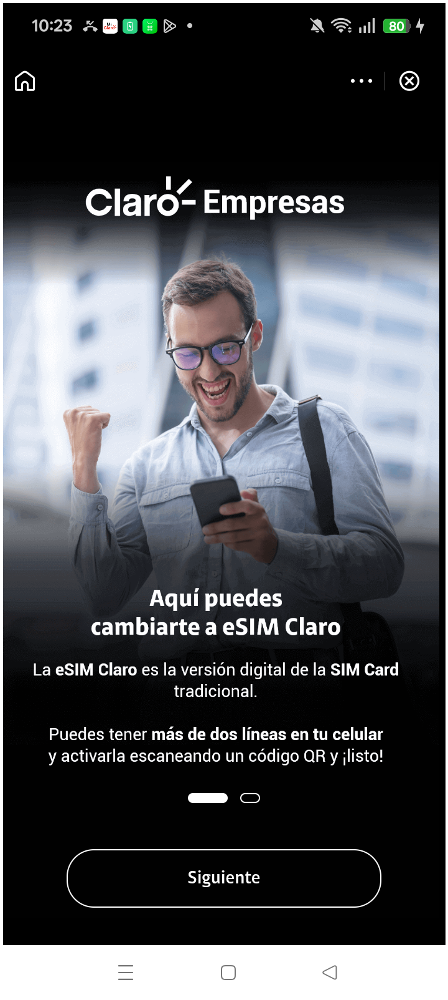 10:23
Mi
Claro
80
Claro Empresas
Aquí puedes
cambiarte a eSIM Claro
La eSIM Claro es la versión digital de la SIM Card
tradicional.
Puedes tener más de dos líneas en tu celular
y activarla escaneando un código QR y ¡listo!
Siguiente